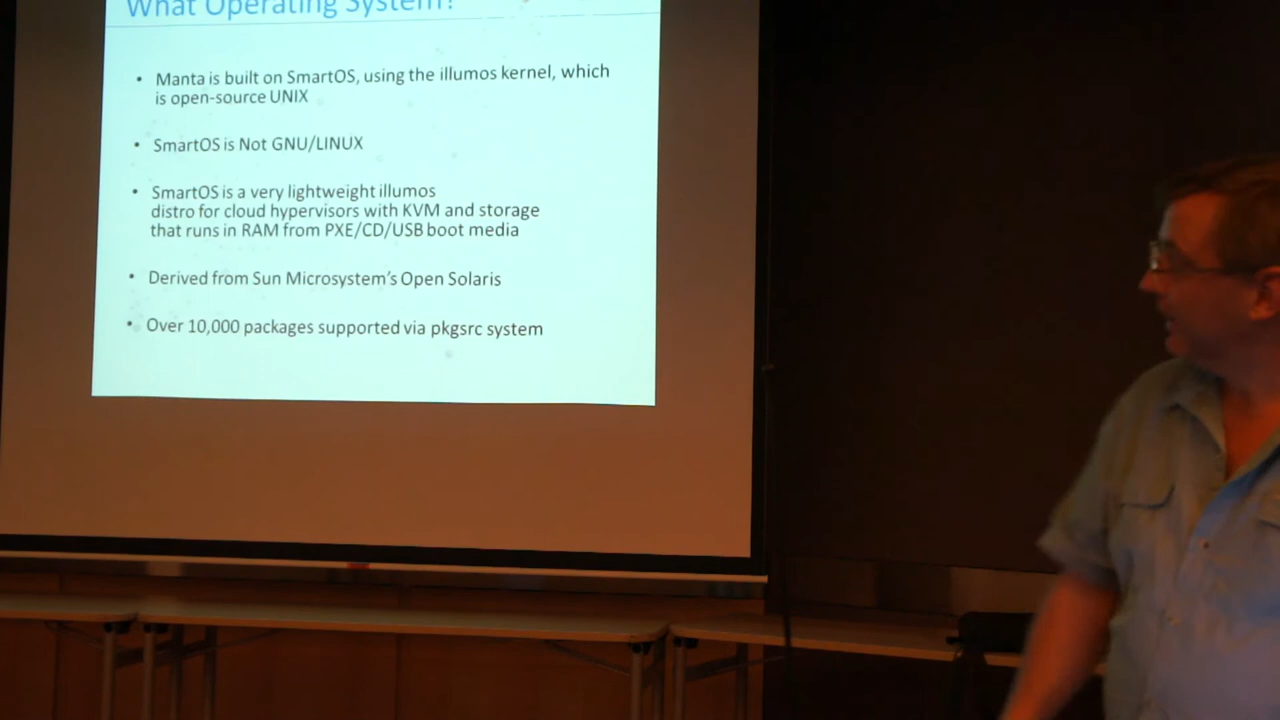 What Operating System?
• Manta is built on SmartOS, using the illumos kernel, which
is open-source UNIX
• SmartOS is Not GNU/LINUX
• SmartOS is a very lightweight illumos
distro for cloud hypervisors with KVM and storage
that runs in RAM from PXE/CD/USB boot media
• Derived from Sun Microsystem's Open Solaris
• Over 10,000 packages supported via pkgsrc system